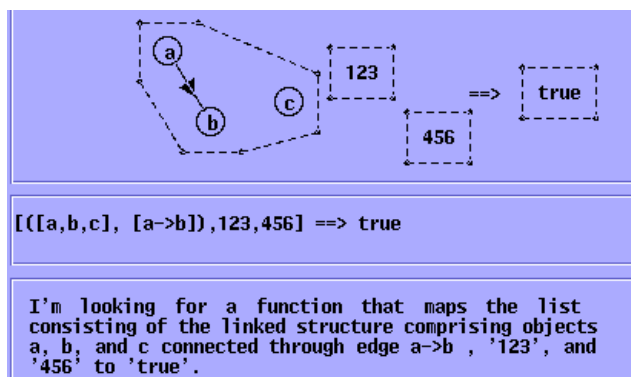 a
123
c
==>
true
b
456
[([a,b,c], [a->b]),123,456] ==> true
I'm looking for a function that maps the list
consisting of the linked structure comprising objects
a, b, and c connected through edge a->b , '123', and
'456' to 'true'.